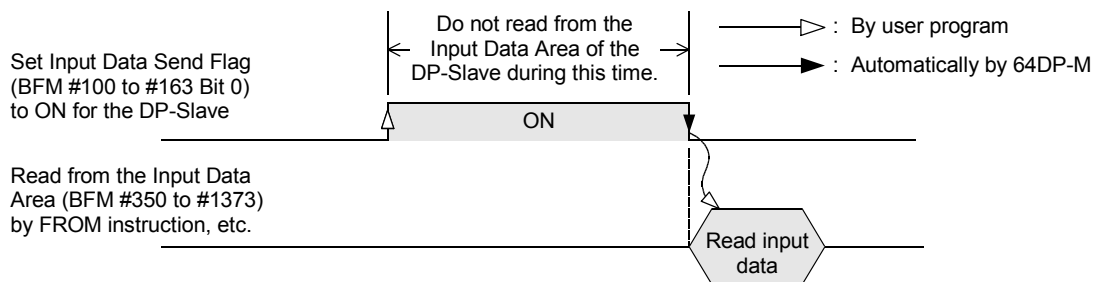 Do not read from the
Input Data Area of the
DP-Slave during this time.
: By user program
: Automatically by 64DP-M
Set Input Data Send Flag
(BFM #100 to #163 Bit 0)
to ON for the DP-Slave
ON
Read from the Input Data
Area (BFM #350 to #1373)
by FROM instruction, etc.
Read input
data